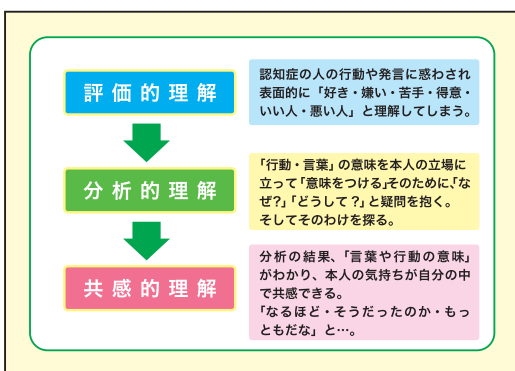 評価的理解
認知症の人の行動や発言に惑わされ
表面的に「好き・嫌い・苦手・得意・
いい人・悪い人」と理解してしまう。
分析的理解
「行動・言葉」の意味を本人の立場に
立って「意味をつける」そのために、「な
ぜ?」「どうして?」と疑問を抱く。
そしてそのわけを探る。
共感的理解
分析の結果、「言葉や行動の意味」
がわかり、本人の気持ちが自分の中
で共感できる。
「なるほど・そうだったのか・もっ
ともだな」と…。